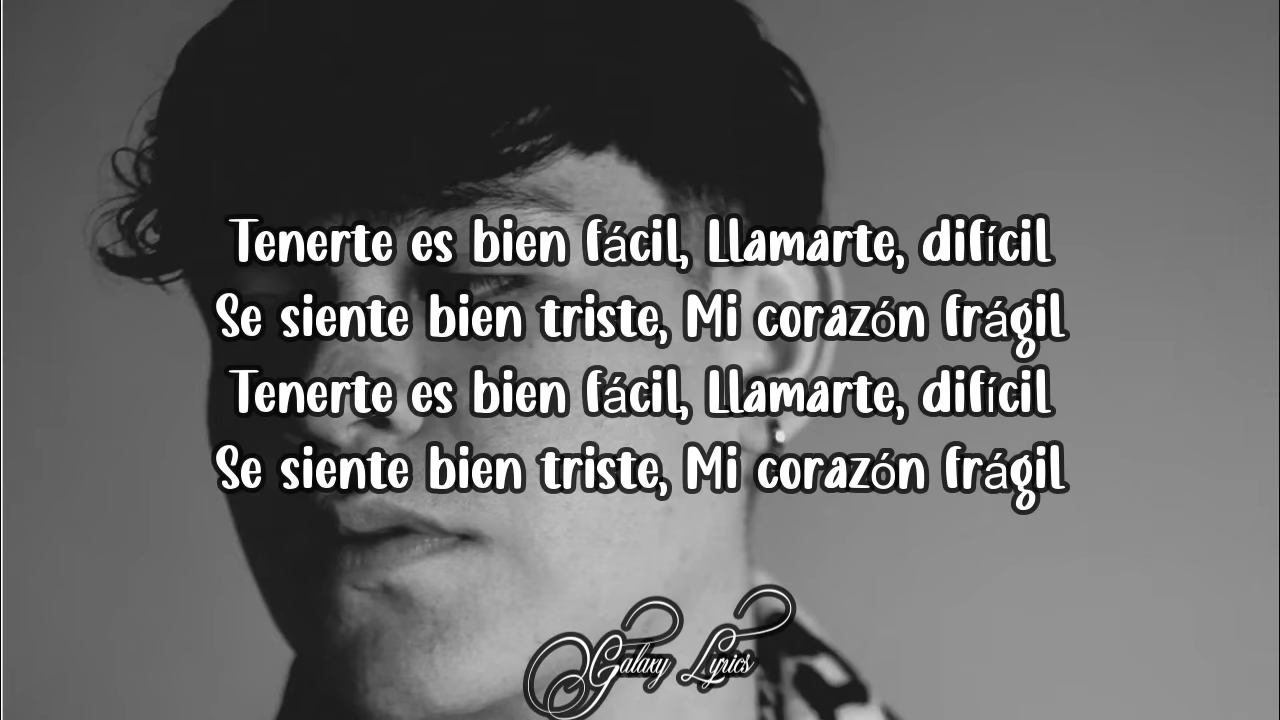 Tenerte es bien fácil, Llamarte, difícil
Se siente bien triste, Mi corazón frágil
Tenerte es bien fácil, Llamarte, difícil
Se siente bien triste, Mi corazón frágil
Galaxy Lyrics